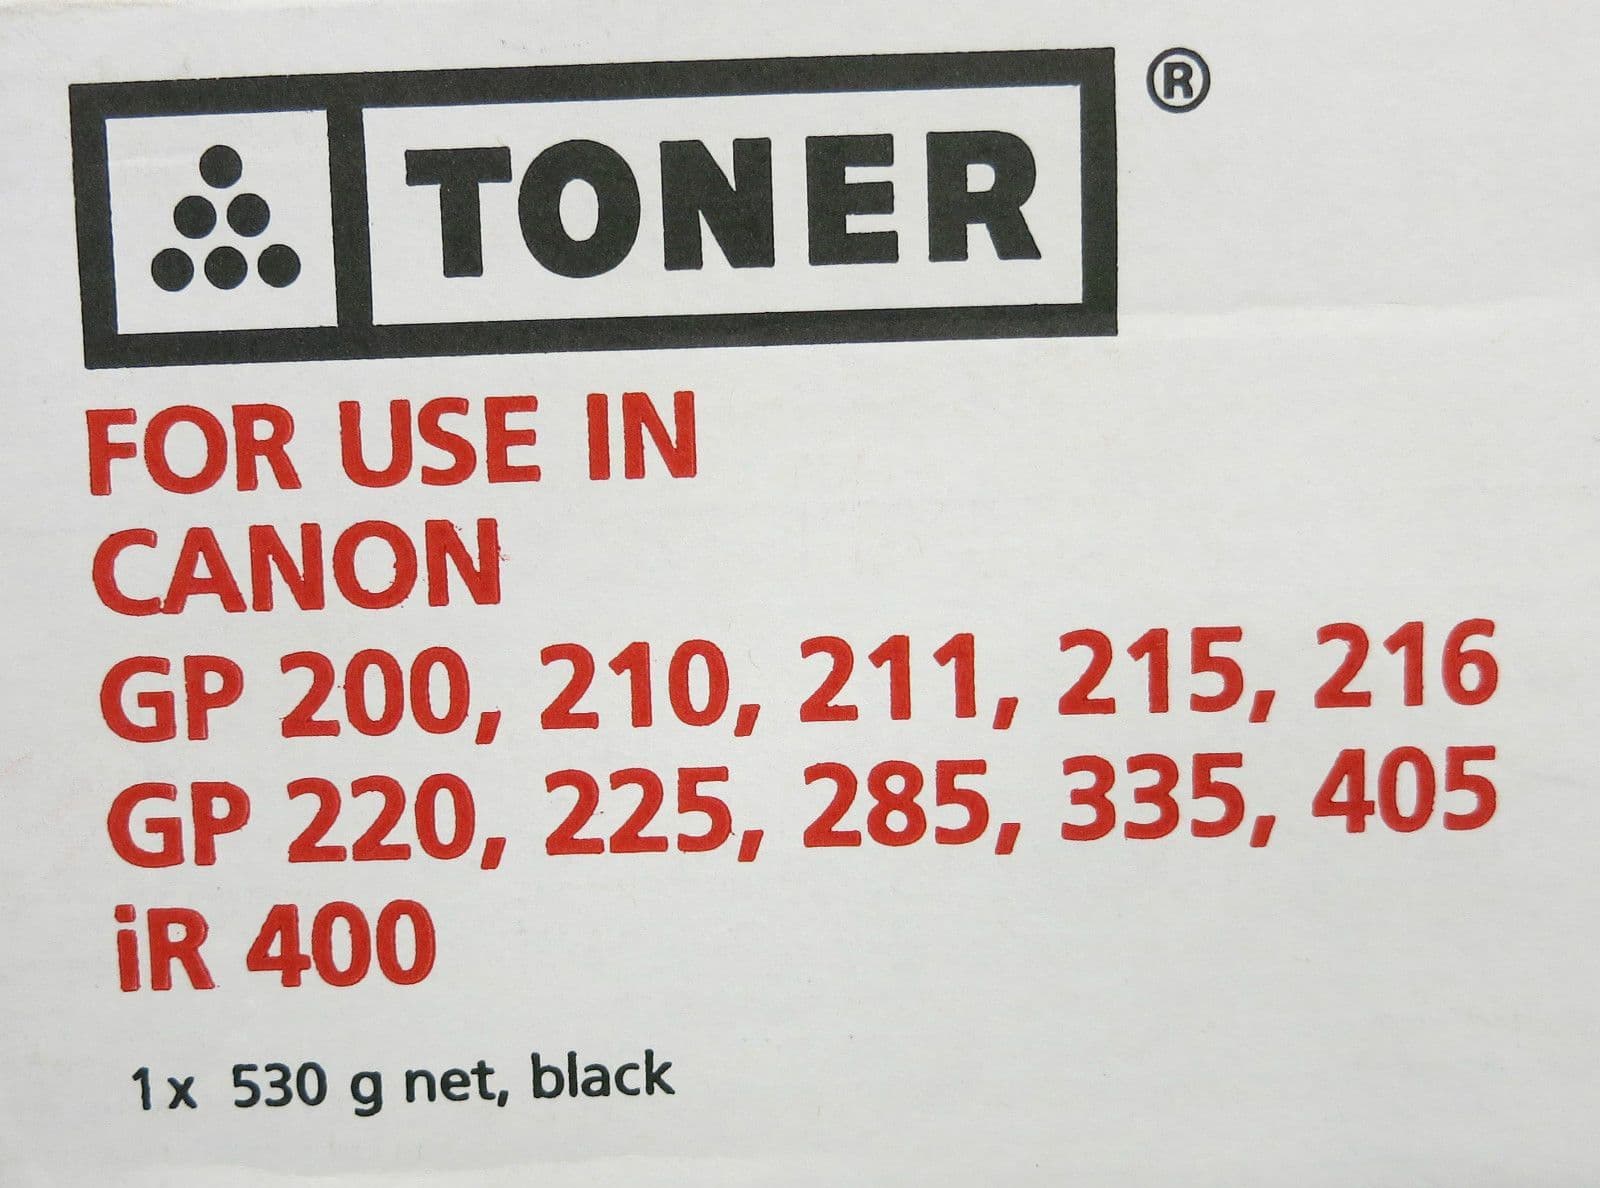 TONER ®
FOR USE IN
CANON
GP 200, 210, 211, 215, 216
GP 220, 225, 285, 335, 405
iR 400
1 x 530 g net, black